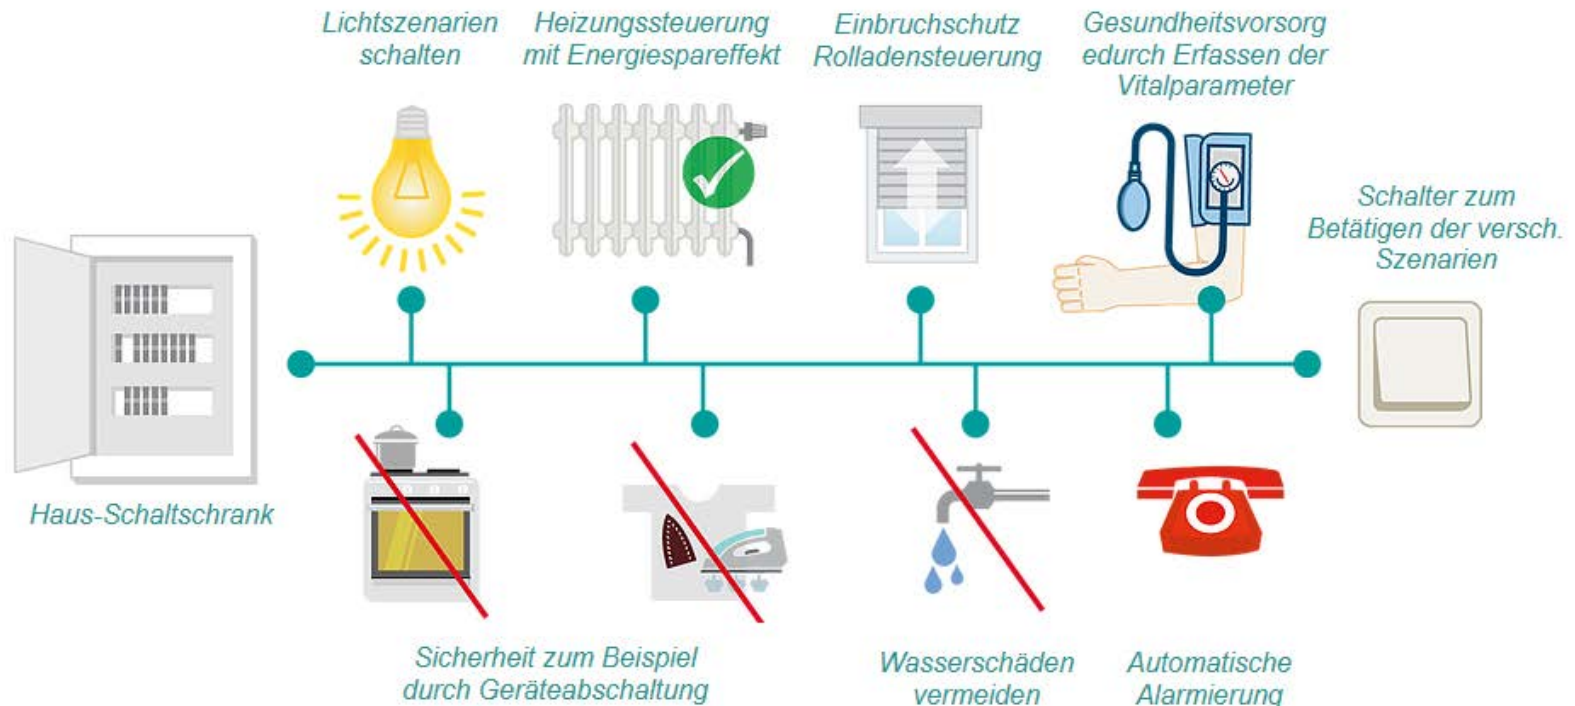 Lichtszenarien
schalten
Heizungssteuerung
mit Energiespareffekt
Einbruchschutz
Rolladensteuerung
Gesundheitsvorsorg
edurch Erfassen der
Vitalparameter
Schalter zum
Betätigen der versch.
Szenarien
Haus-Schaltschrank
Sicherheit zum Beispiel
durch Geräteabschaltung
Wasserschäden
vermeiden
Automatische
Alarmierung